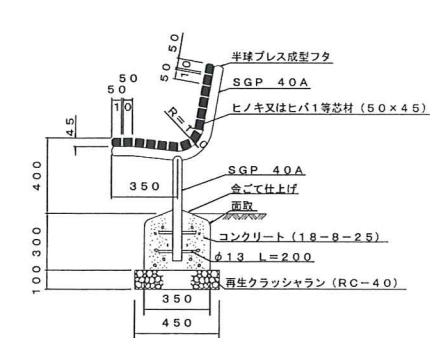 50
50
10
半球プレス成型フタ
SGP 40A
ヒノキ又はヒバ1等芯材（50×45）
50
50
10
45
400
350
SGP 40A
金ごて仕上げ
面取
コンクリート（18-8-25）
φ13 L=200
再生クラッシャラン（RC-40）
300
100
350
450